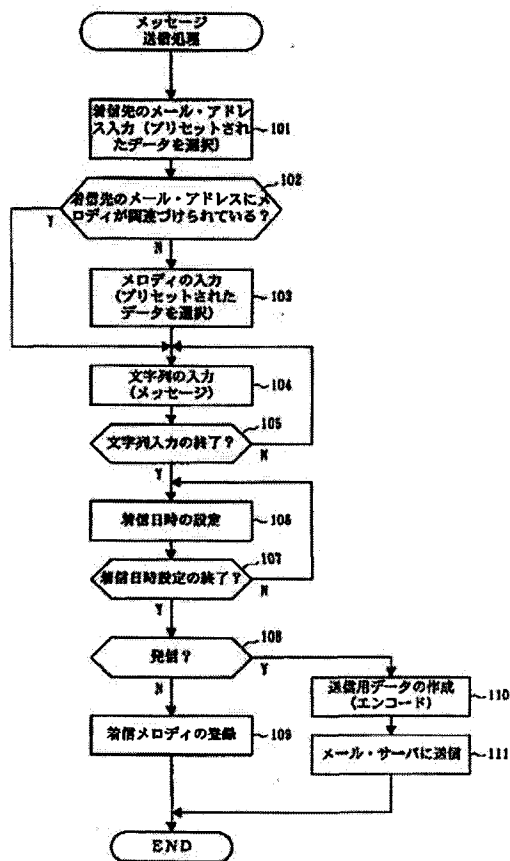 メッセージ
送信処理
着信先のメール・アドレ
ス入力（プリセットされ
たデータを選択）
101
102
着信先のメール・アドレスにメ
ロディが関連づけられている？
Y
N
メロディの入力
（プリセットされた
データを選択）
103
文字列の入力
（メッセージ）
104
105
文字列入力の終了？
N
Y
着信日時の設定
106
107
着信日時設定の終了？
N
Y
108
発信？
Y
N
送信用データの作成
（エンコード）
110
着信メロディの登録
109
メール・サーバに送信
111
END